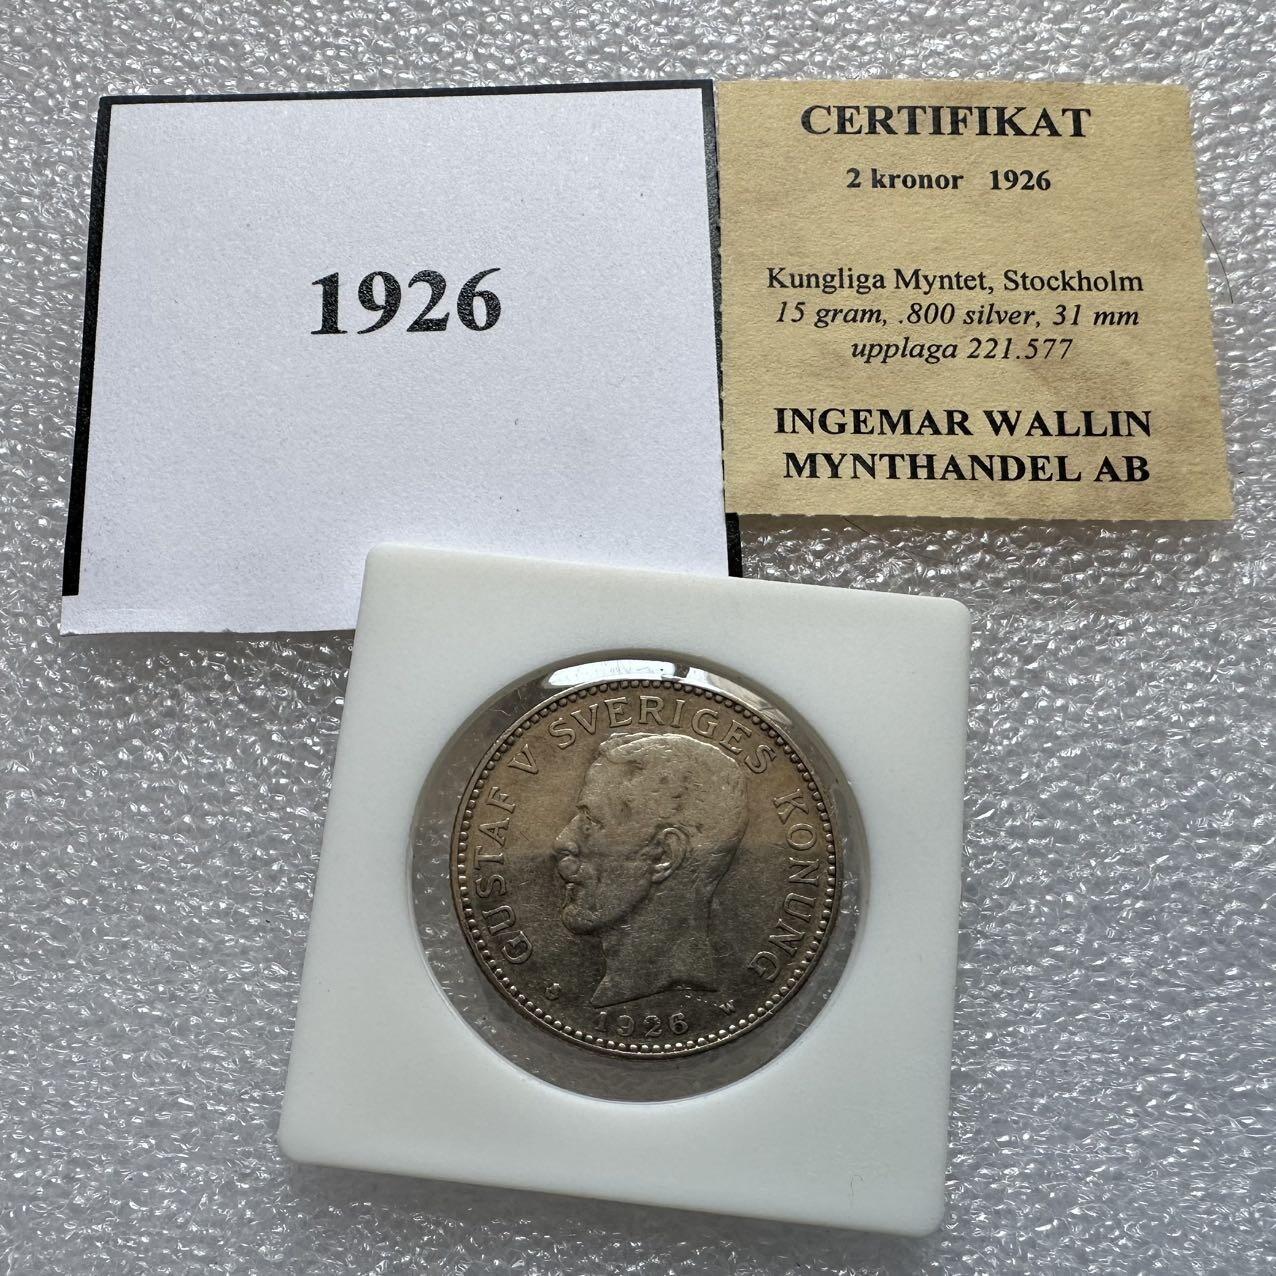 1926
CERTIFIKAT
2 kronor 1926
Kungliga Myntet, Stockholm
15 gram, .800 silver, 31 mm
upplaga 221.577
INGEMAR WALLIN
MYNTHANDEL AB
GUSTAF V SVERIGES KONUNG
1926
W